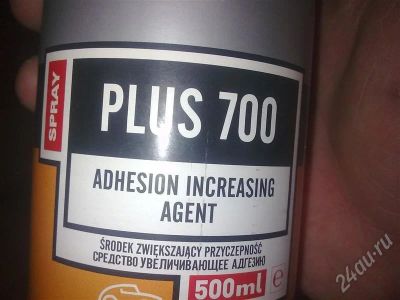 SPRAY
PLUS 700
ADHESION INCREASING
AGENT
ŚRODEK ZWIĘKSZAJĄCY PRZYCZEPNOŚĆ
СРЕДСТВО УВЕЛИЧИВАЮЩЕЕ АДГЕЗИЮ
500ml e
24au.ru